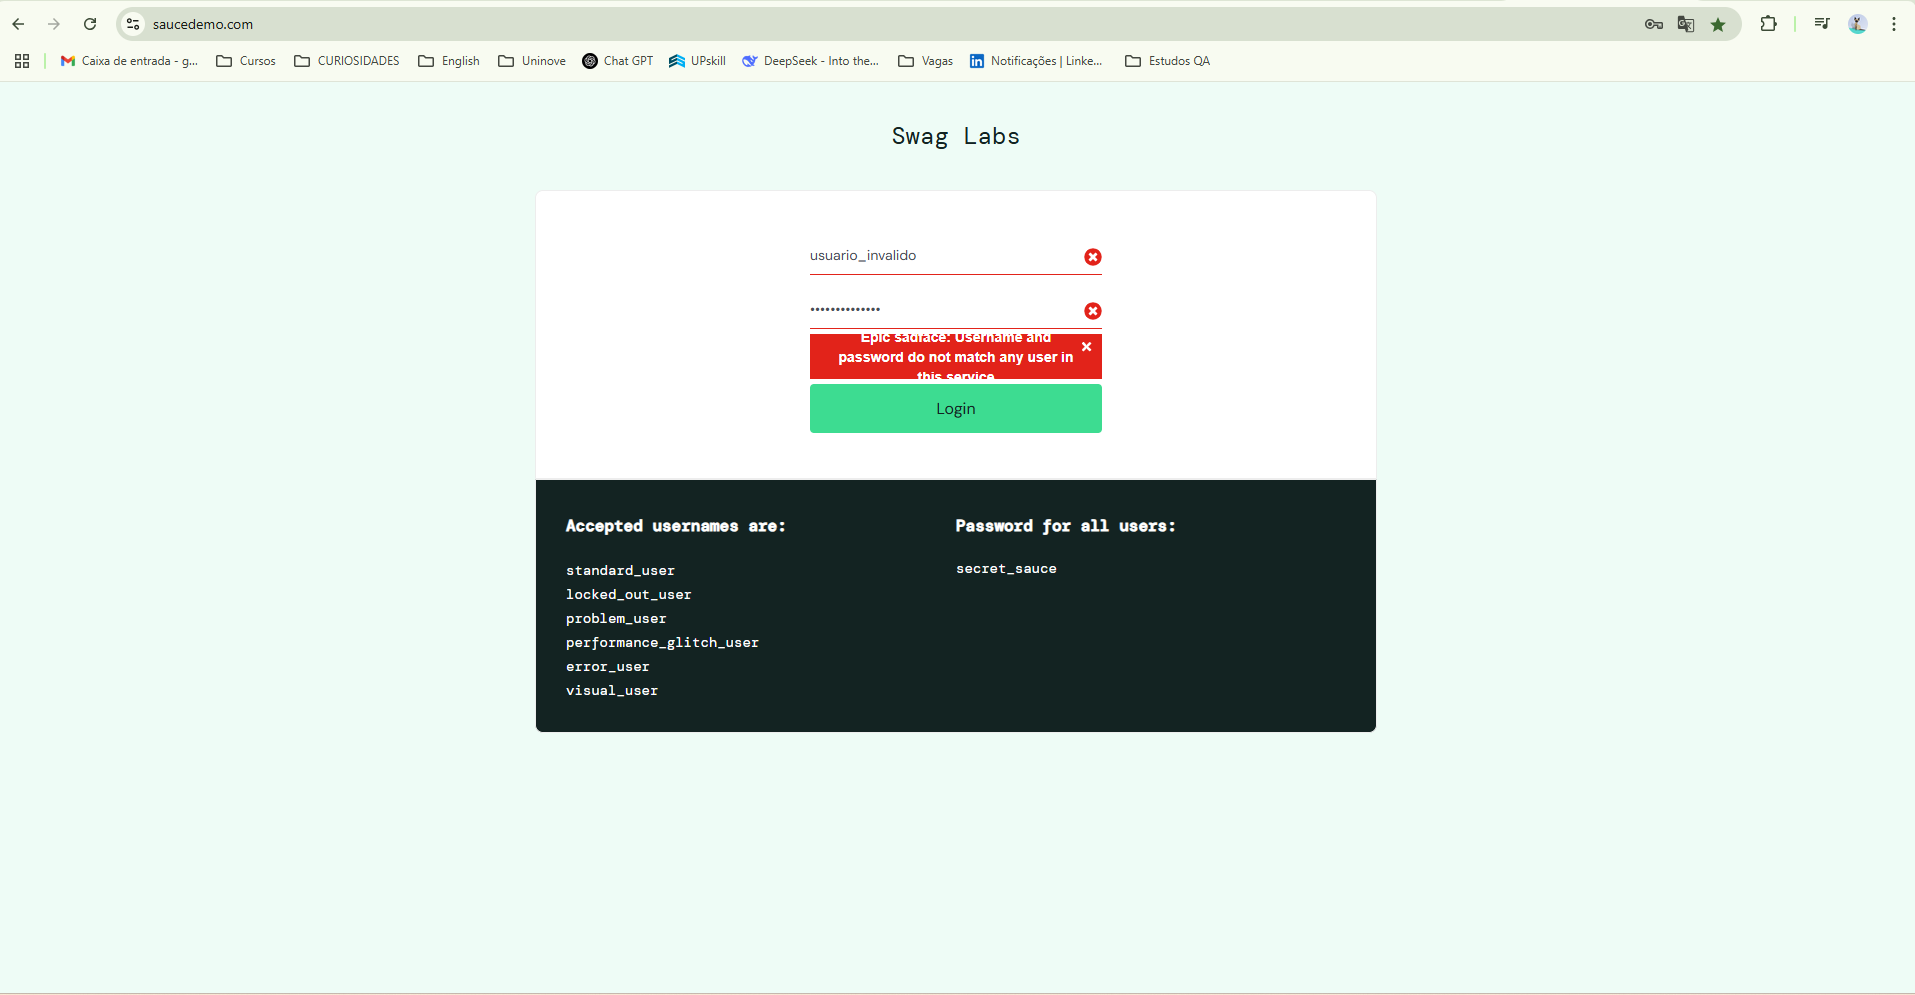 saucedemo.com
Caixa de entrada - g...
Cursos
CURIOSIDADES
English
Uninove
Chat GPT
UPskill
DeepSeek - Into the...
Vagas
Notificações | Linke...
Estudos QA
Swag Labs
usuario_invalido
••••••••••••••
Epic sadface: Username and
password do not match any user in
this service
Login
Accepted usernames are:
standard_user
locked_out_user
problem_user
performance_glitch_user
error_user
visual_user
Password for all users:
secret_sauce